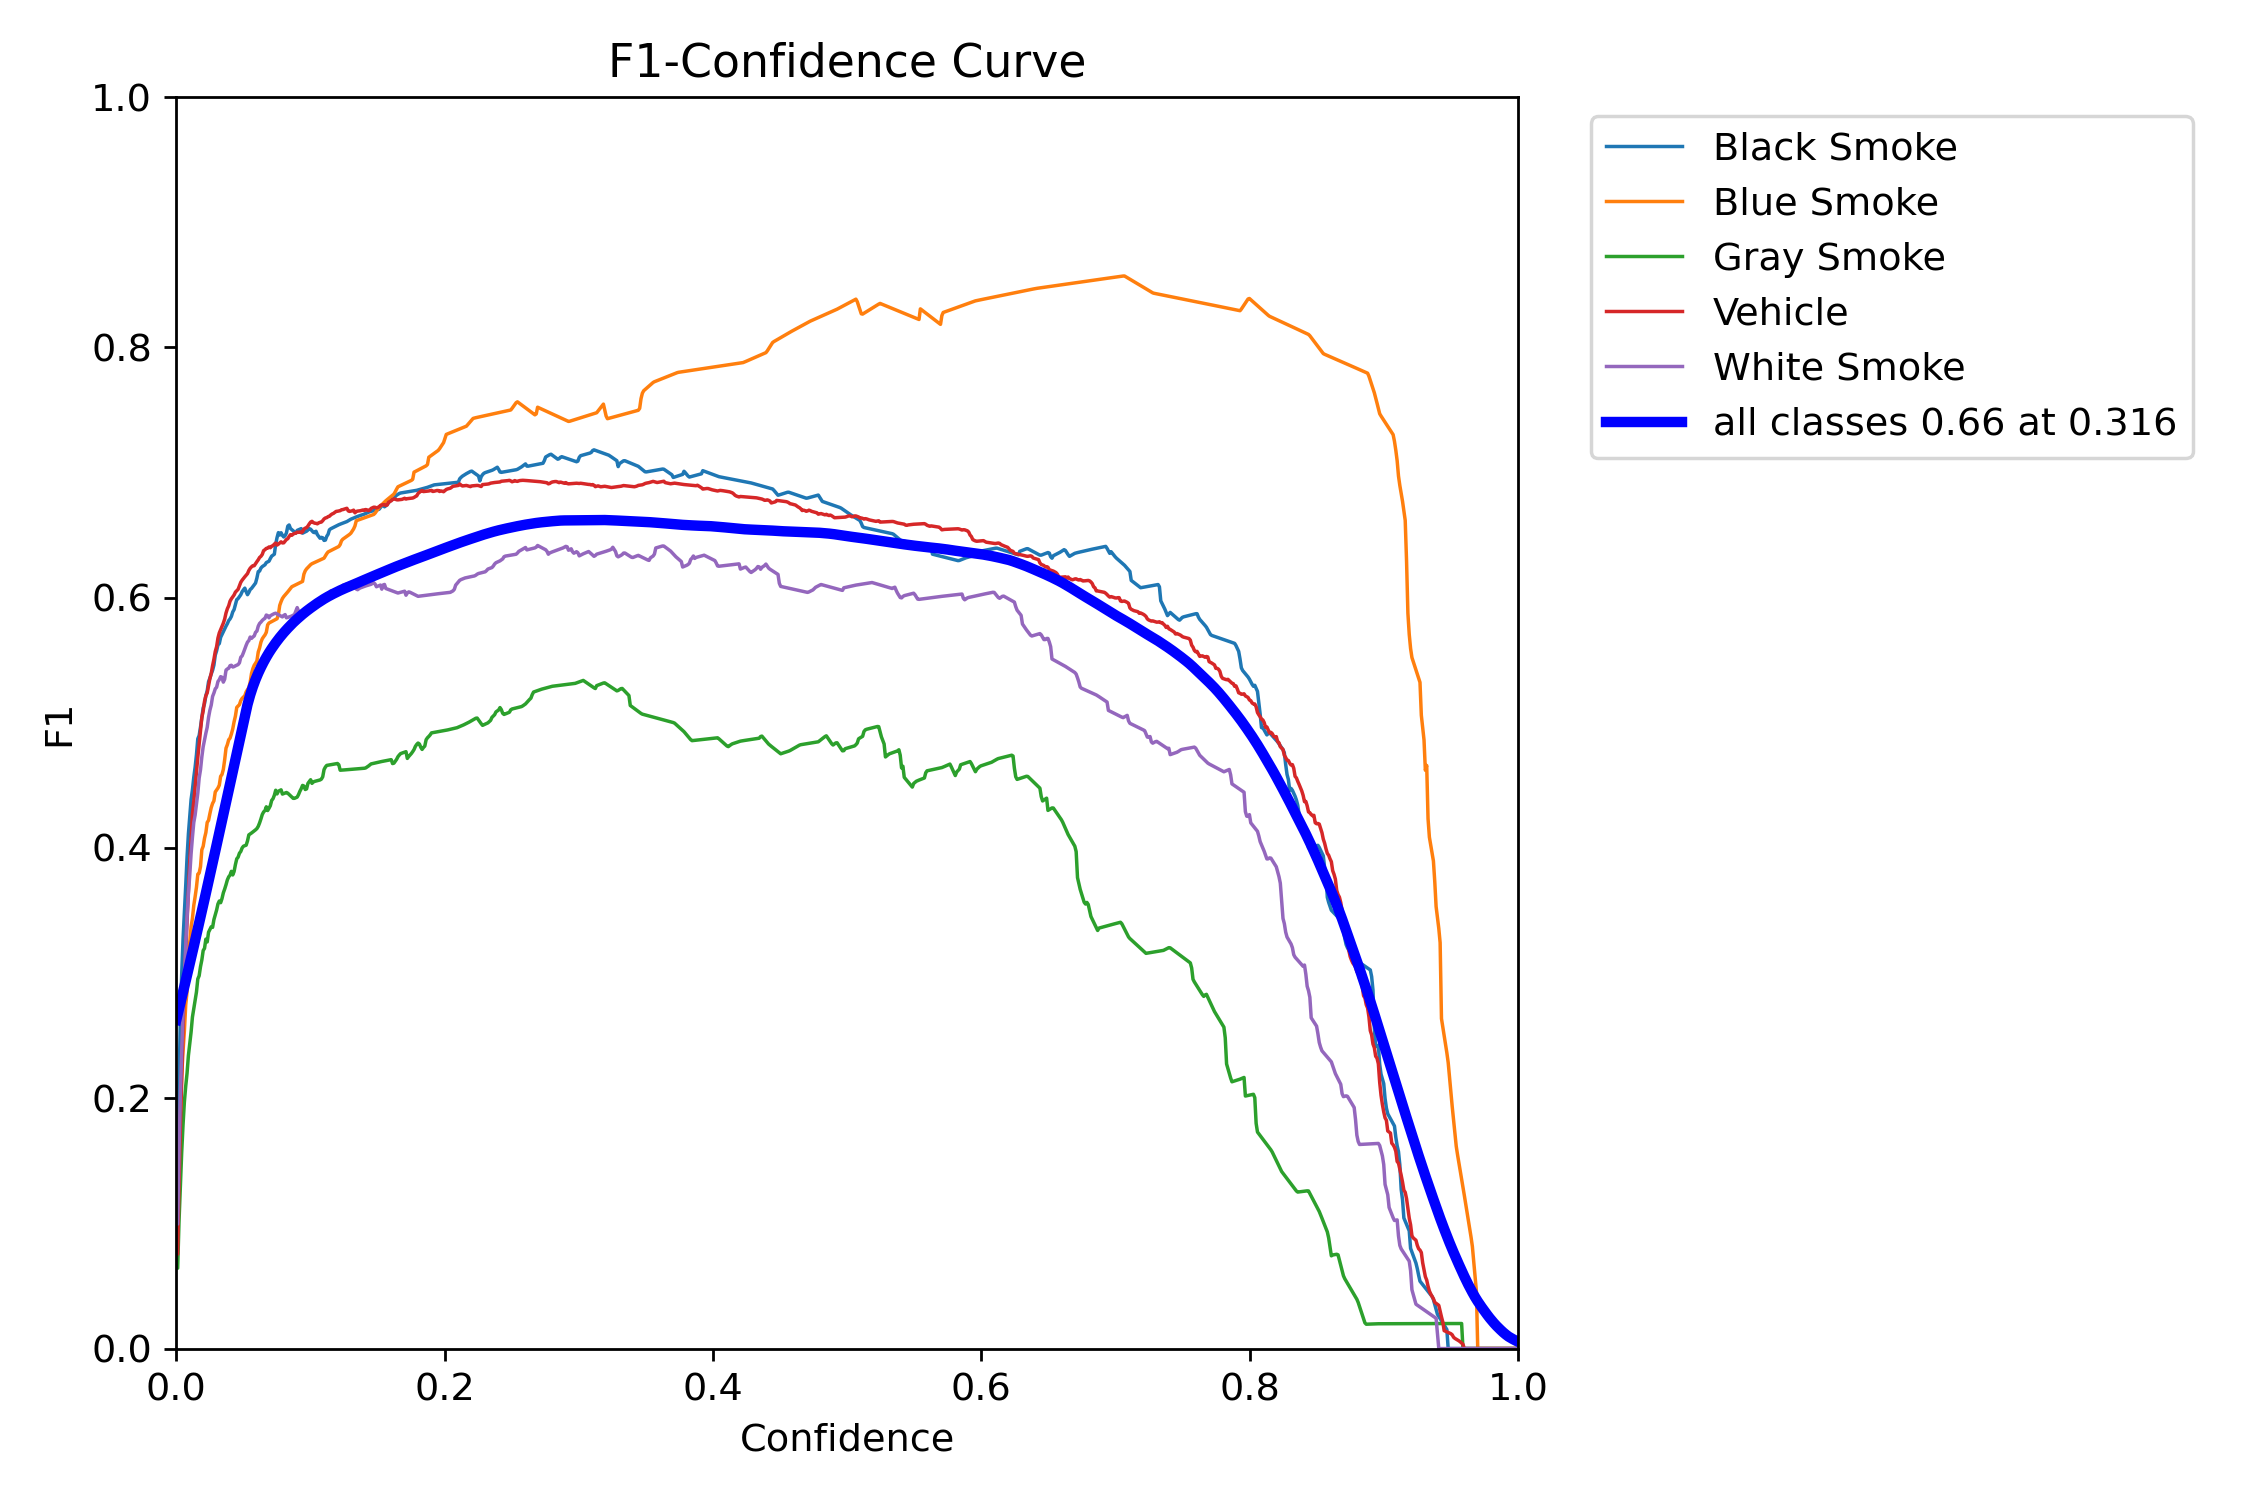 F1-Confidence Curve
1.0
0.8
0.6
0.4
0.2
0.0
F1
0.0 0.2 0.4 0.6 0.8 1.0
Confidence
Black Smoke
Blue Smoke
Gray Smoke
Vehicle
White Smoke
all classes 0.66 at 0.316